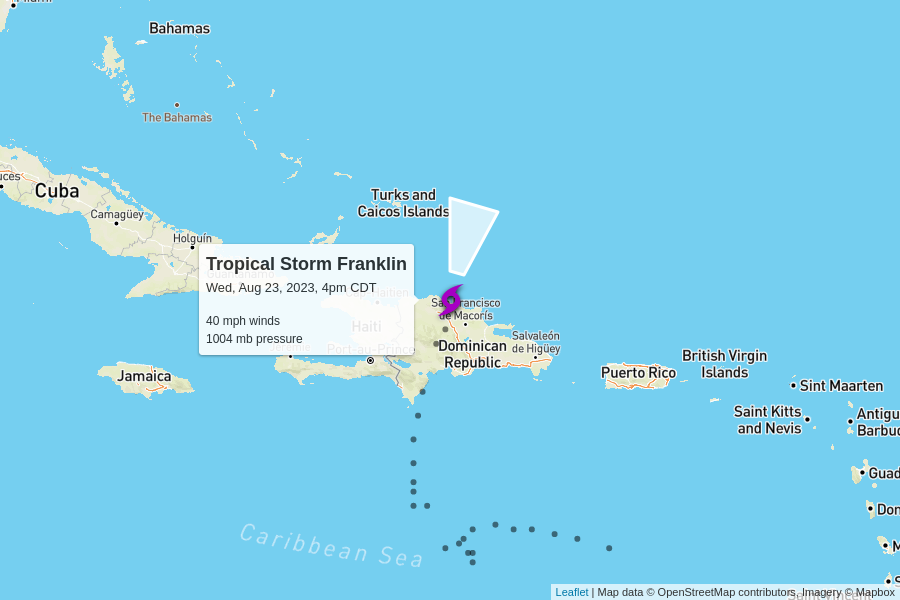 Bahamas
The Bahamas
Cuba
Camagüey
Holguín
Turks and
Caicos Islands
Tropical Storm Franklin
Wed, Aug 23, 2023, 4pm CDT
40 mph winds
1004 mb pressure
Haiti
Port-au-Prince
San Francisco
de Macorís
Dominican
Republic
Salvaleón
de Higüey
Jamaica
Puerto Rico
British Virgin
Islands
Sint Maarten
Saint Kitts
and Nevis
Antigu
Barbud
Guad
Don
M
S
Caribbean Sea
Leaflet | Map data © OpenStreetMap contributors, Imagery © Mapbox